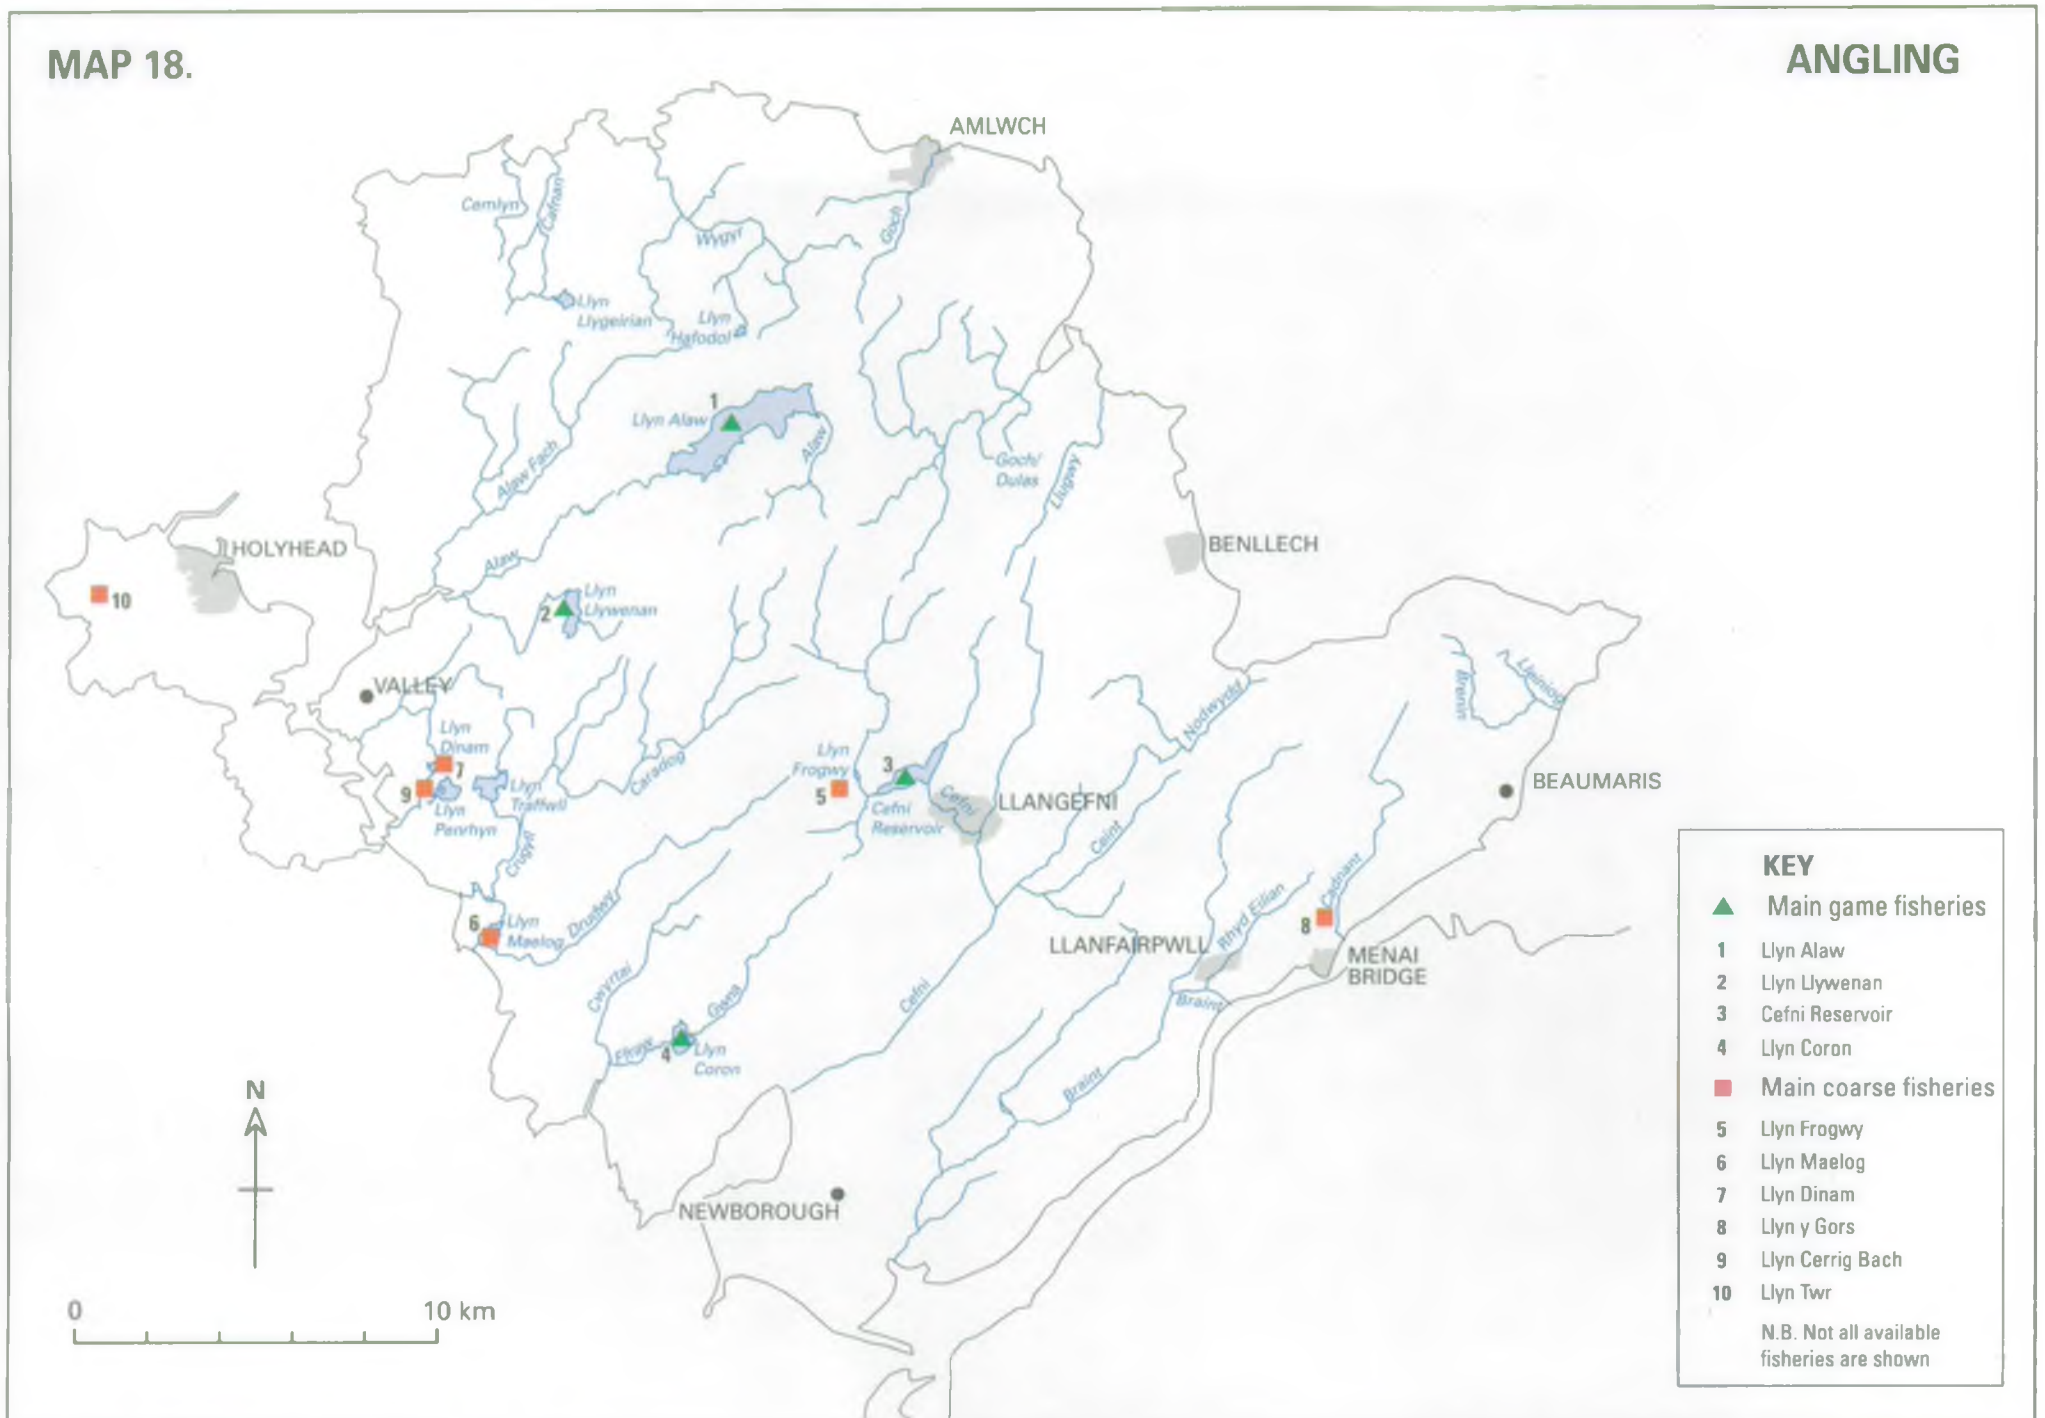 MAP 18.
ANGLING
AMLWCH
Cemlyn
Cafnan
Wygyr
Goch
Llyn
Llygeirian
Llyn
Hafodol
1
Llyn Alaw
Alaw
Alaw Fach
Goch/
Dulas
Llugwy
HOLYHEAD
10
BENLLECH
Alaw
Llyn
Llywenan
2
VALLEY
Llyn
Dinam
7
9
Llyn
Penrhyn
Llyn
Traffwll
Caradog
Crigyll
Llyn
Frogwy
5
3
Cefni
Reservoir
Cefni
LLANGEFNI
Nodwydd
Ceint
Brenin
Lleiniog
BEAUMARIS
6
Llyn
Maelog
Drudwy
Cwyrtai
Gwna
Ffraw
4
Llyn
Coron
Cefni
LLANFAIRPWLL
Rhyd Eilian
Cadnant
8
MENAI
BRIDGE
Braint
Braint
NEWBOROUGH
N
0
10 km
KEY
Main game fisheries
1 Llyn Alaw
2 Llyn Llywenan
3 Cefni Reservoir
4 Llyn Coron
Main coarse fisheries
5 Llyn Frogwy
6 Llyn Maelog
7 Llyn Dinam
8 Llyn y Gors
9 Llyn Cerrig Bach
10 Llyn Twr
N.B. Not all available
fisheries are shown